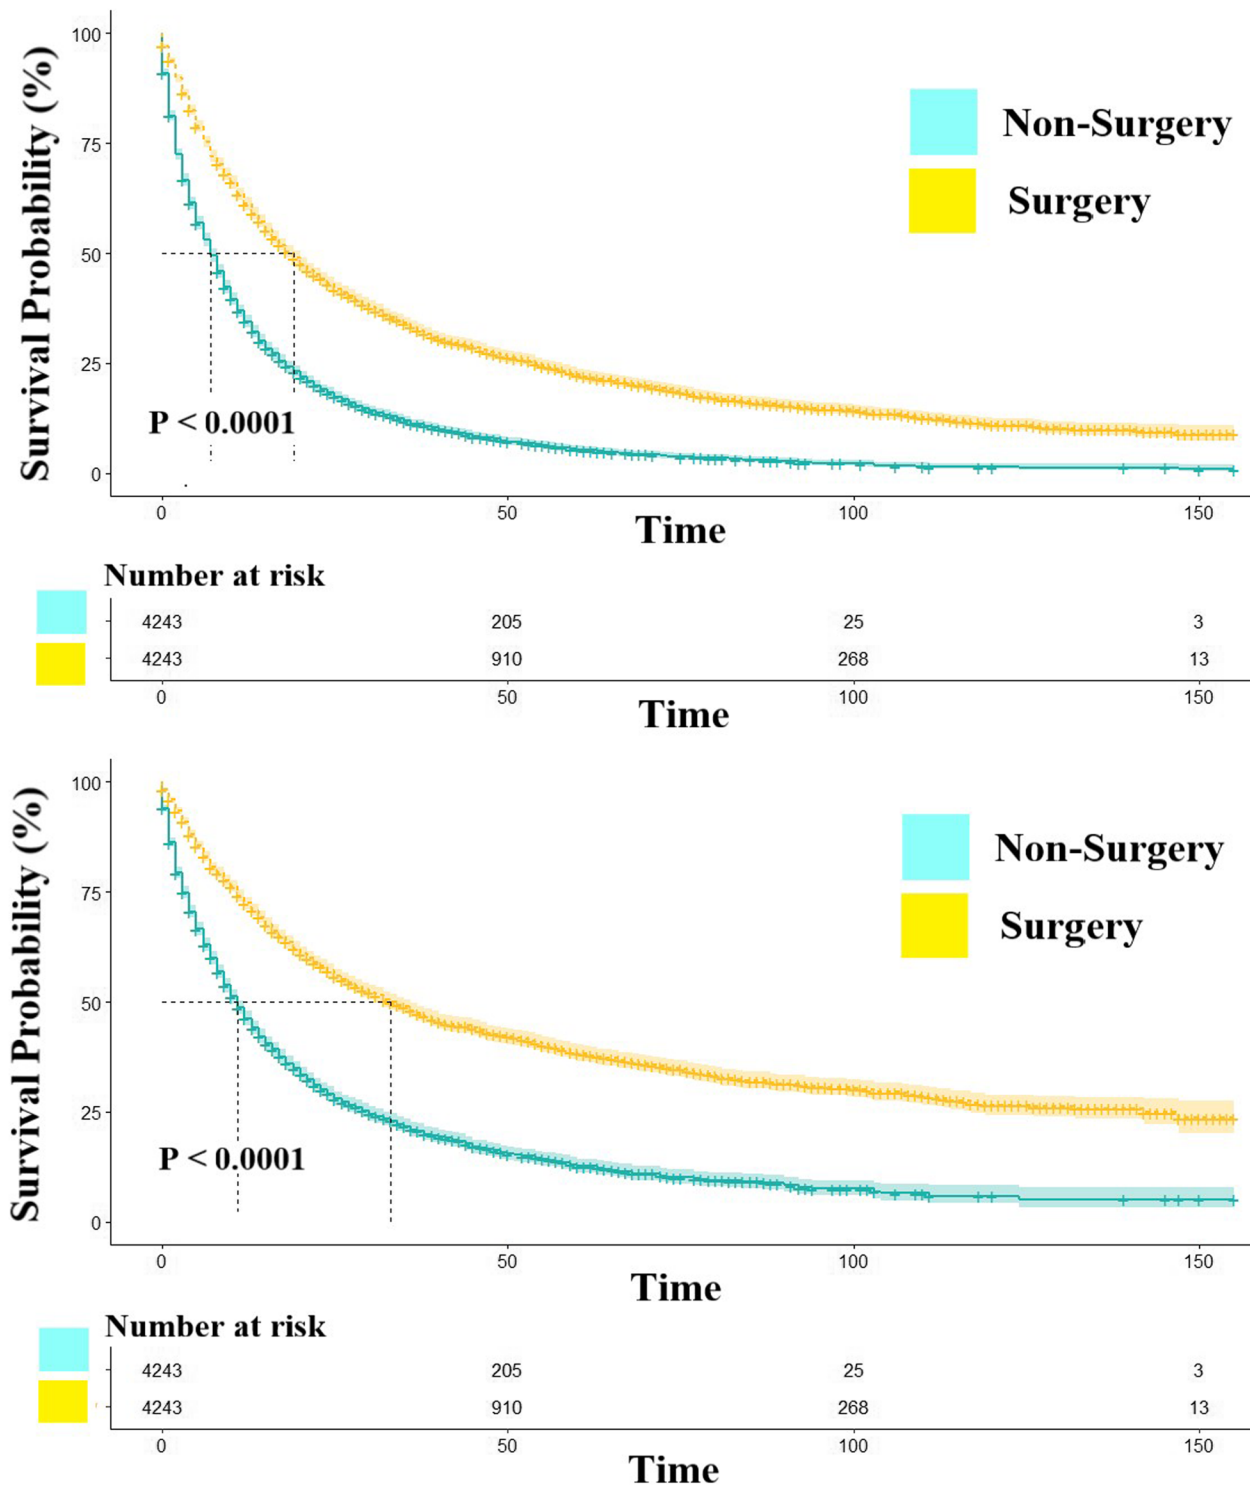 Survival Probability (%)
100
75
50
25
0
Non-Surgery
Surgery
P < 0.0001
0 50 100 150
Time
Number at risk
4243 205 25 3
4243 910 268 13
0 50 100 150
Time
Survival Probability (%)
100
75
50
25
0
Non-Surgery
Surgery
P < 0.0001
0 50 100 150
Time
Number at risk
4243 205 25 3
4243 910 268 13
0 50 100 150
Time